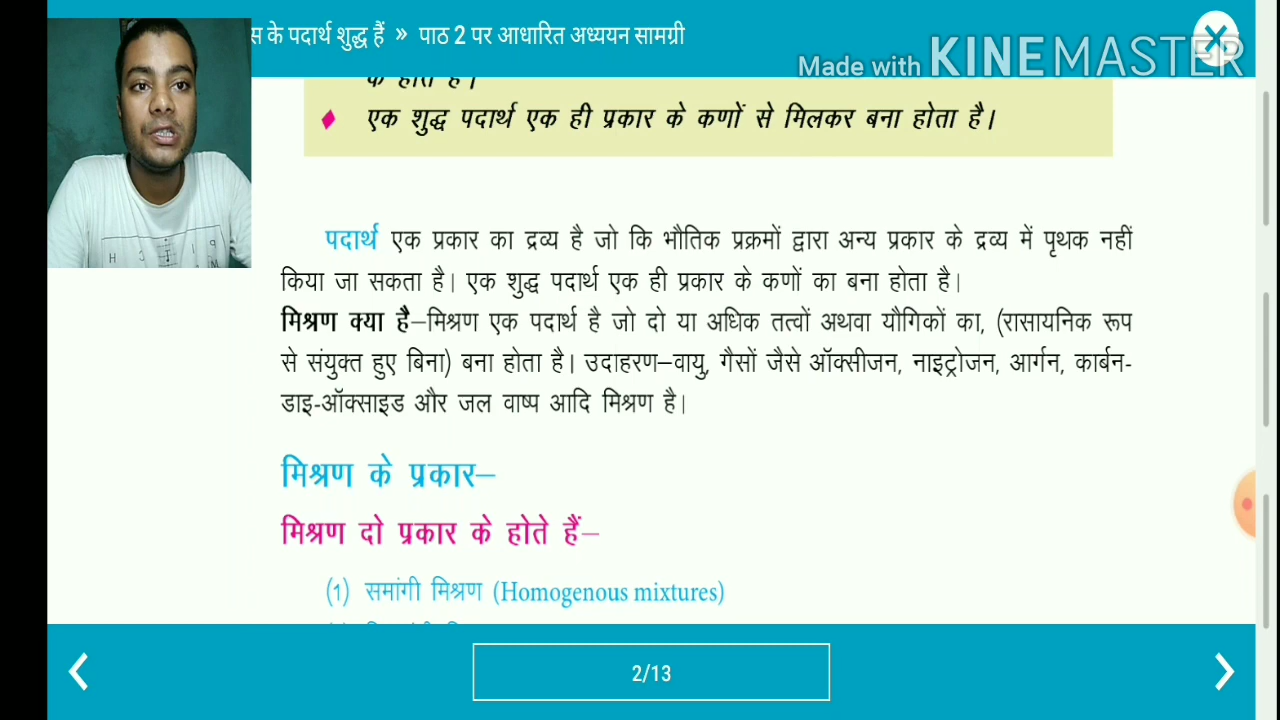 स के पदार्थ शुद्ध हैं » पाठ 2 पर आधारित अध्ययन सामग्री
Made with KINEMASTER
के होते हैं।
एक शुद्ध पदार्थ एक ही प्रकार के कणों से मिलकर बना होता है।
पदार्थ एक प्रकार का द्रव्य है जो कि भौतिक प्रक्रमों द्वारा अन्य प्रकार के द्रव्य में पृथक नहीं
किया जा सकता है। एक शुद्ध पदार्थ एक ही प्रकार के कणों का बना होता है।
मिश्रण क्या है–मिश्रण एक पदार्थ है जो दो या अधिक तत्वों अथवा यौगिकों का, (रासायनिक रूप
से संयुक्त हुए बिना) बना होता है। उदाहरण–वायु, गैसों जैसे ऑक्सीजन, नाइट्रोजन, आर्गन, कार्बन-
डाइ-ऑक्साइड और जल वाष्प आदि मिश्रण है।
मिश्रण के प्रकार–
मिश्रण दो प्रकार के होते हैं–
(1) समांगी मिश्रण (Homogenous mixtures)
2/13